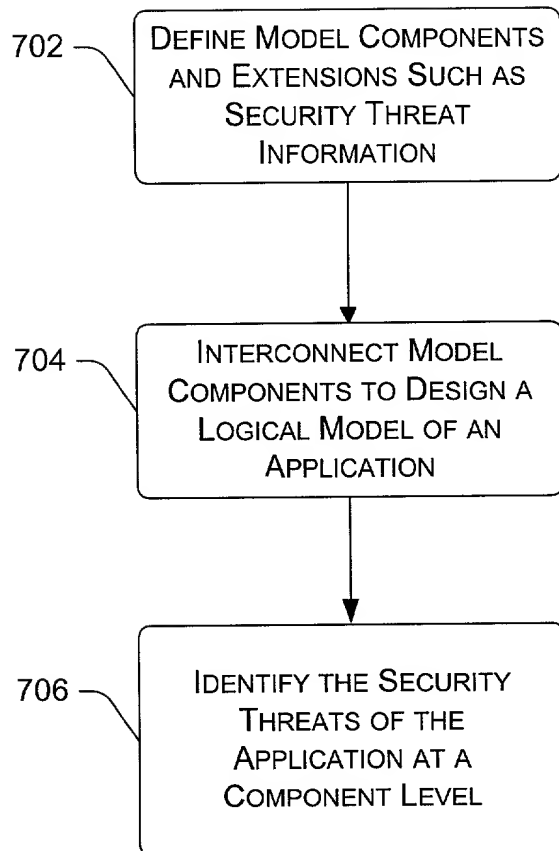 702
DEFINE MODEL COMPONENTS
AND EXTENSIONS SUCH AS
SECURITY THREAT
INFORMATION
704
INTERCONNECT MODEL
COMPONENTS TO DESIGN A
LOGICAL MODEL OF AN
APPLICATION
706
IDENTIFY THE SECURITY
THREATS OF THE
APPLICATION AT A
COMPONENT LEVEL